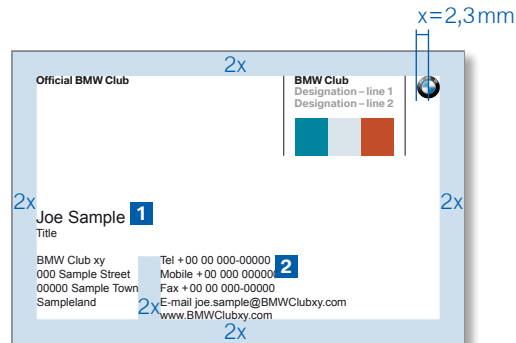 x=2,3 mm
2x
Official BMW Club
BMW Club
Designation – line 1
Designation – line 2
2x
2x
Joe Sample 1
Title
BMW Club xy
000 Sample Street
00000 Sample Town
Sampleland
2x
Tel +00 00 000-00000
Mobile +00 000 000000 2
Fax +00 00 000-00000
E-mail joe.sample@BMWClubxy.com
www.BMWClubxy.com
2x